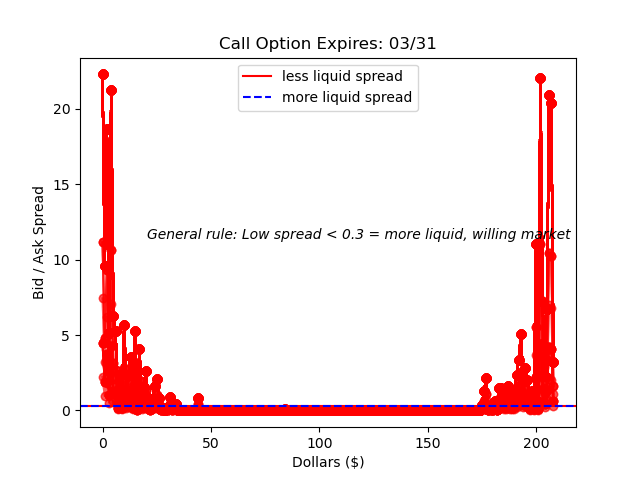 Call Option Expires: 03/31
less liquid spread
more liquid spread
20
15
10
5
0
Bid / Ask Spread
General rule: Low spread < 0.3 = more liquid, willing market
0 50 100 150 200
Dollars ($)